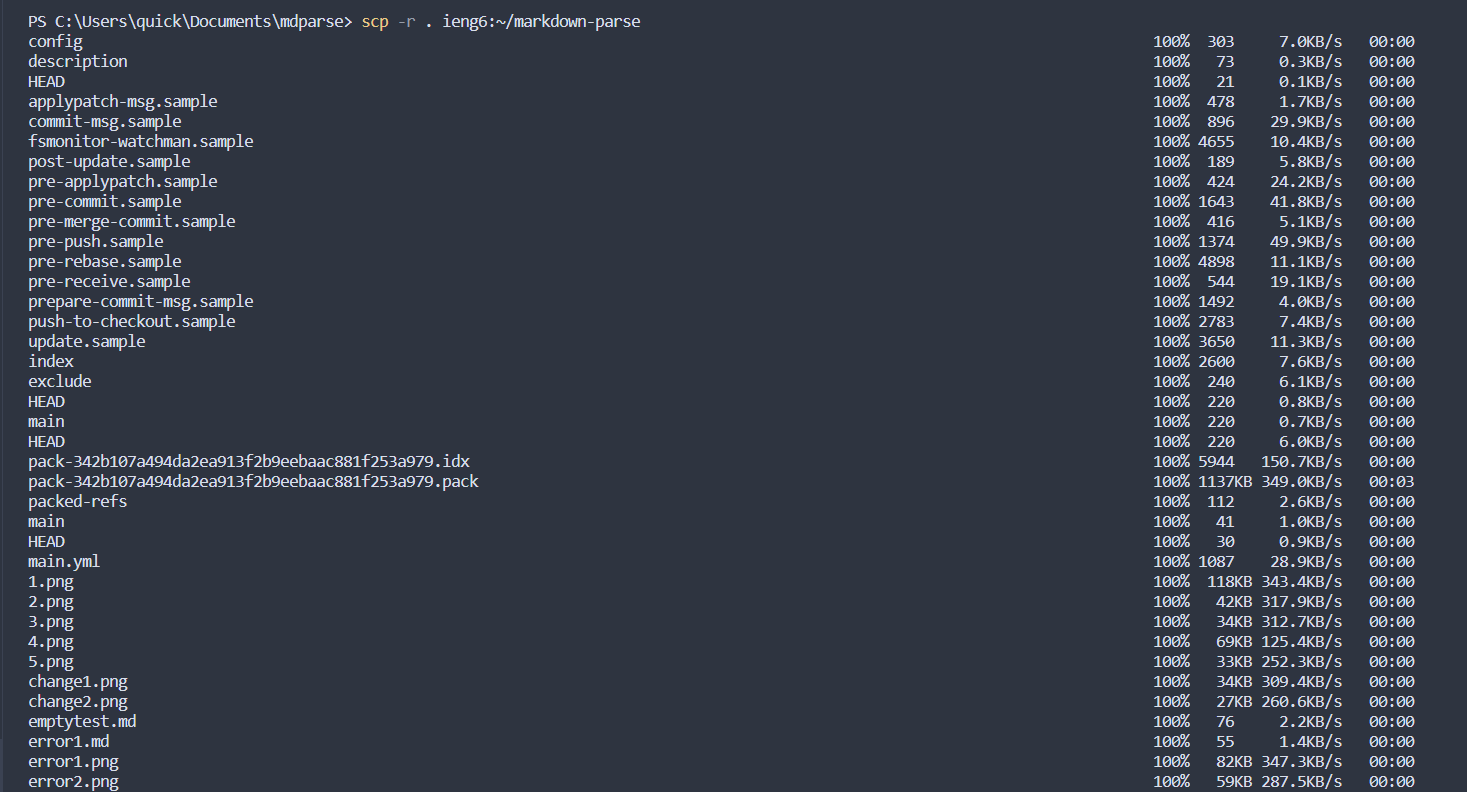 PS C:\Users\quick\Documents\mdparse> scp -r . ieng6:~/markdown-parse
config 100% 303 7.0KB/s 00:00
description 100% 73 0.3KB/s 00:00
HEAD 100% 21 0.1KB/s 00:00
applypatch-msg.sample 100% 478 1.7KB/s 00:00
commit-msg.sample 100% 896 29.9KB/s 00:00
fsmonitor-watchman.sample 100% 4655 10.4KB/s 00:00
post-update.sample 100% 189 5.8KB/s 00:00
pre-applypatch.sample 100% 424 24.2KB/s 00:00
pre-commit.sample 100% 1643 41.8KB/s 00:00
pre-merge-commit.sample 100% 416 5.1KB/s 00:00
pre-push.sample 100% 1374 49.9KB/s 00:00
pre-rebase.sample 100% 4898 11.1KB/s 00:00
pre-receive.sample 100% 544 19.1KB/s 00:00
prepare-commit-msg.sample 100% 1492 4.0KB/s 00:00
push-to-checkout.sample 100% 2783 7.4KB/s 00:00
update.sample 100% 3650 11.3KB/s 00:00
index 100% 2600 7.6KB/s 00:00
exclude 100% 240 6.1KB/s 00:00
HEAD 100% 220 0.8KB/s 00:00
main 100% 220 0.7KB/s 00:00
HEAD 100% 220 6.0KB/s 00:00
pack-342b107a494da2ea913f2b9eebaac881f253a979.idx 100% 5944 150.7KB/s 00:00
pack-342b107a494da2ea913f2b9eebaac881f253a979.pack 100% 1137KB 349.0KB/s 00:03
packed-refs 100% 112 2.6KB/s 00:00
main 100% 41 1.0KB/s 00:00
HEAD 100% 30 0.9KB/s 00:00
main.yml 100% 1087 28.9KB/s 00:00
1.png 100% 118KB 343.4KB/s 00:00
2.png 100% 42KB 317.9KB/s 00:00
3.png 100% 34KB 312.7KB/s 00:00
4.png 100% 69KB 125.4KB/s 00:00
5.png 100% 33KB 252.3KB/s 00:00
change1.png 100% 34KB 309.4KB/s 00:00
change2.png 100% 27KB 260.6KB/s 00:00
emptytest.md 100% 76 2.2KB/s 00:00
error1.md 100% 55 1.4KB/s 00:00
error1.png 100% 82KB 347.3KB/s 00:00
error2.png 100% 59KB 287.5KB/s 00:00